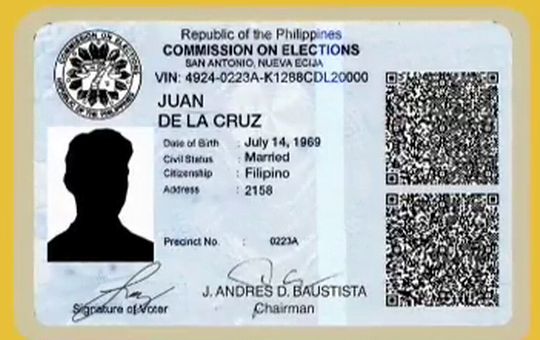 COMMISSION ON ELECTIONS
REPUBLIC OF THE PHILIPPINES
Republic of the Philippines
COMMISSION ON ELECTIONS
SAN ANTONIO, NUEVA ECIJA
VIN: 4924-0223A-K1288CDL20000
JUAN
DE LA CRUZ
Date of Birth : July 14, 1969
Civil Status : Married
Citizenship : Filipino
Address : 2158
Precinct No. : 0223A
Signature of Voter
J. ANDRES D. BAUTISTA
Chairman